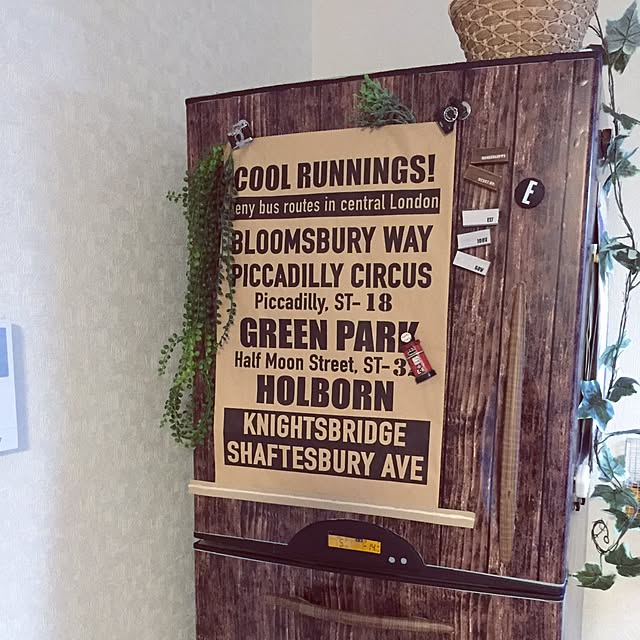 COOL RUNNINGS!
eny bus routes in central London
BLOOMSBURY WAY
PICCADILLY CIRCUS
Piccadilly, ST-18
GREEN PARK
Half Moon Street, ST-3
HOLBORN
KNIGHTSBRIDGE
SHAFTESBURY AVE
E